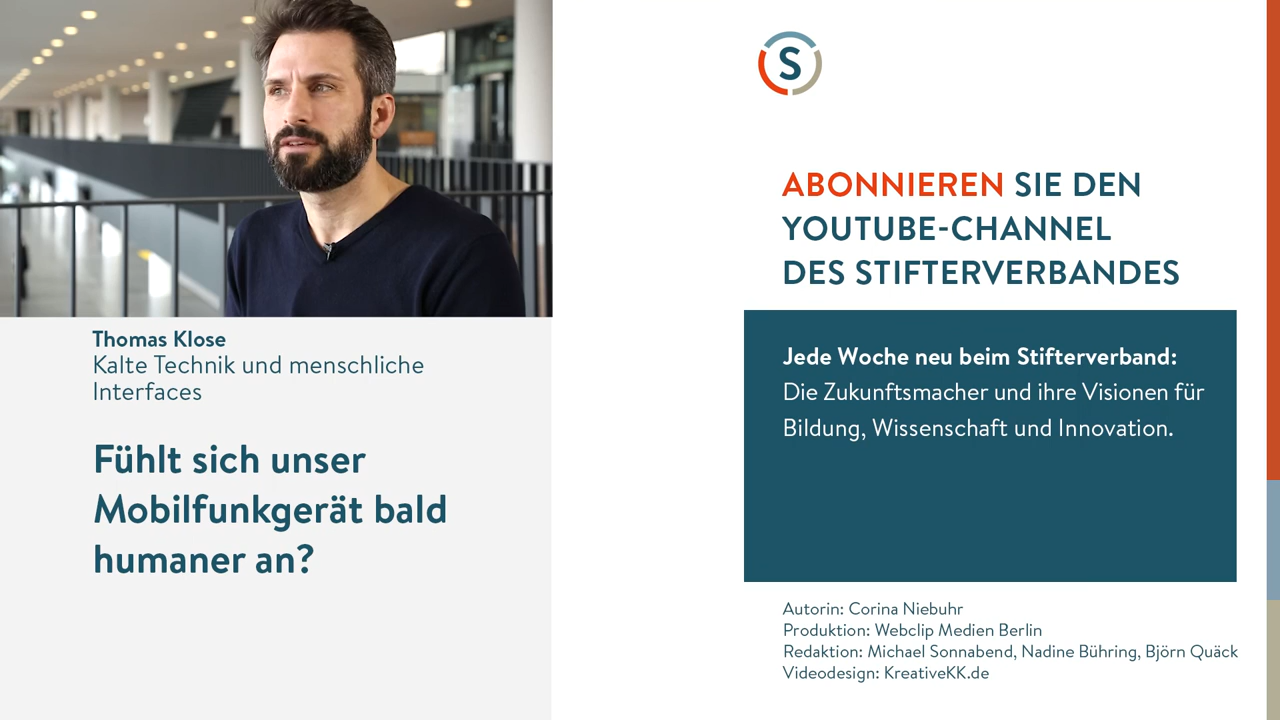 Thomas Klose
Kalte Technik und menschliche
Interfaces
Fühlt sich unser
Mobilfunkgerät bald
humaner an?
S
ABONNIEREN SIE DEN
YOUTUBE-CHANNEL
DES STIFTERVERBANDES
Jede Woche neu beim Stifterverband:
Die Zukunftsmacher und ihre Visionen für
Bildung, Wissenschaft und Innovation.
Autorin: Corina Niebuhr
Produktion: Webclip Medien Berlin
Redaktion: Michael Sonnabend, Nadine Bühring, Björn Quäck
Videodesign: KreativeKK.de